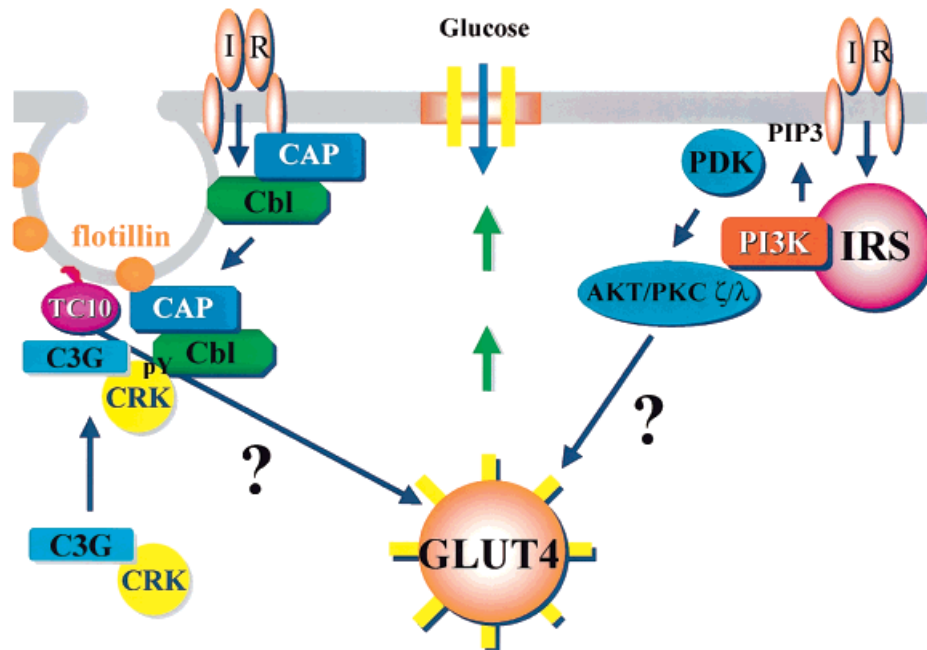 Glucose
I R
I R
CAP
Cbl
PIP3
PDK
flotillin
PI3K
IRS
TC10
CAP
AKT/PKC ζ/λ
C3G
pY
Cbl
CRK
?
?
GLUT4
C3G
CRK